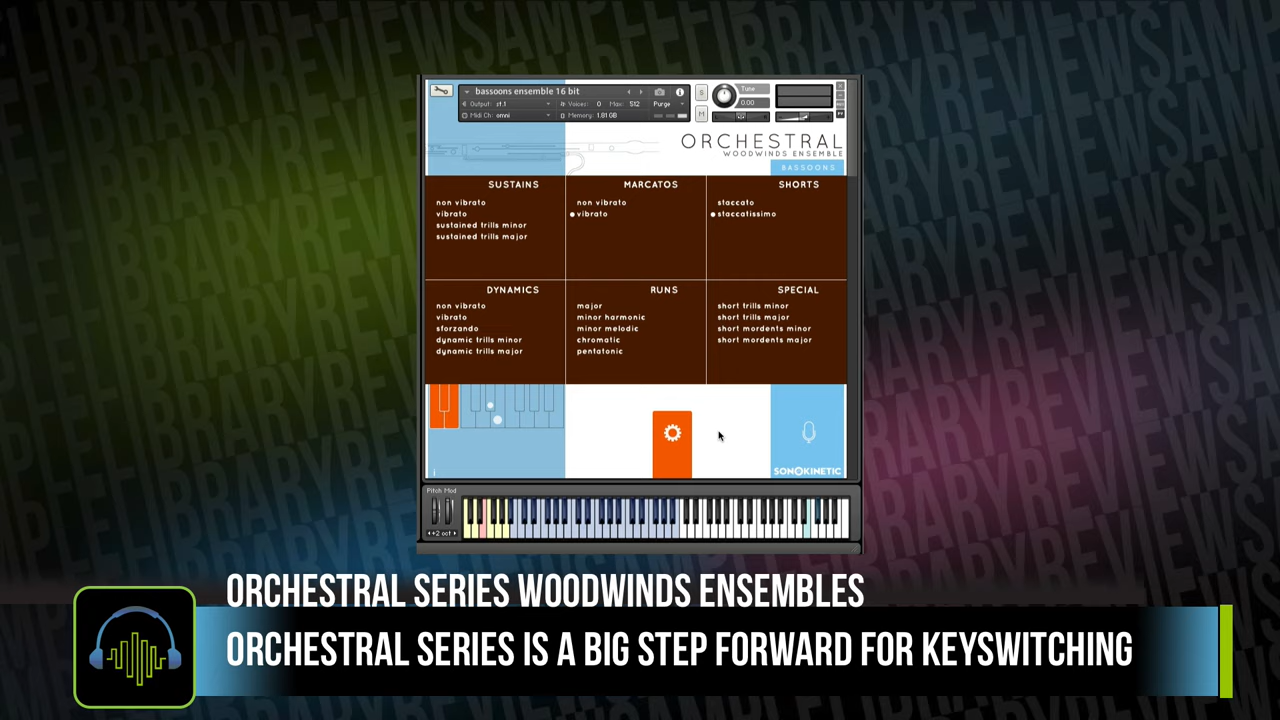 bassoons ensemble 16 bit
Output: st.1
Voices: 0 Max: 512
Purge
Midi Ch: omni
Memory: 1.81 GB
S
M
Tune
0.00
ORCHESTRAL
WOODWINDS ENSEMBLE
BASSOONS
SUSTAINS
non vibrato
vibrato
sustained trills minor
sustained trills major
MARCATOS
non vibrato
vibrato
SHORTS
staccato
staccatissimo
DYNAMICS
non vibrato
vibrato
sforzando
dynamic trills minor
dynamic trills major
RUNS
major
minor harmonic
minor melodic
chromatic
pentatonic
SPECIAL
short trills minor
short trills major
short mordents minor
short mordents major
i
SONOKINETIC
Pitch Mod
+2 oct
ORCHESTRAL SERIES WOODWINDS ENSEMBLES
ORCHESTRAL SERIES IS A BIG STEP FORWARD FOR KEYSWITCHING